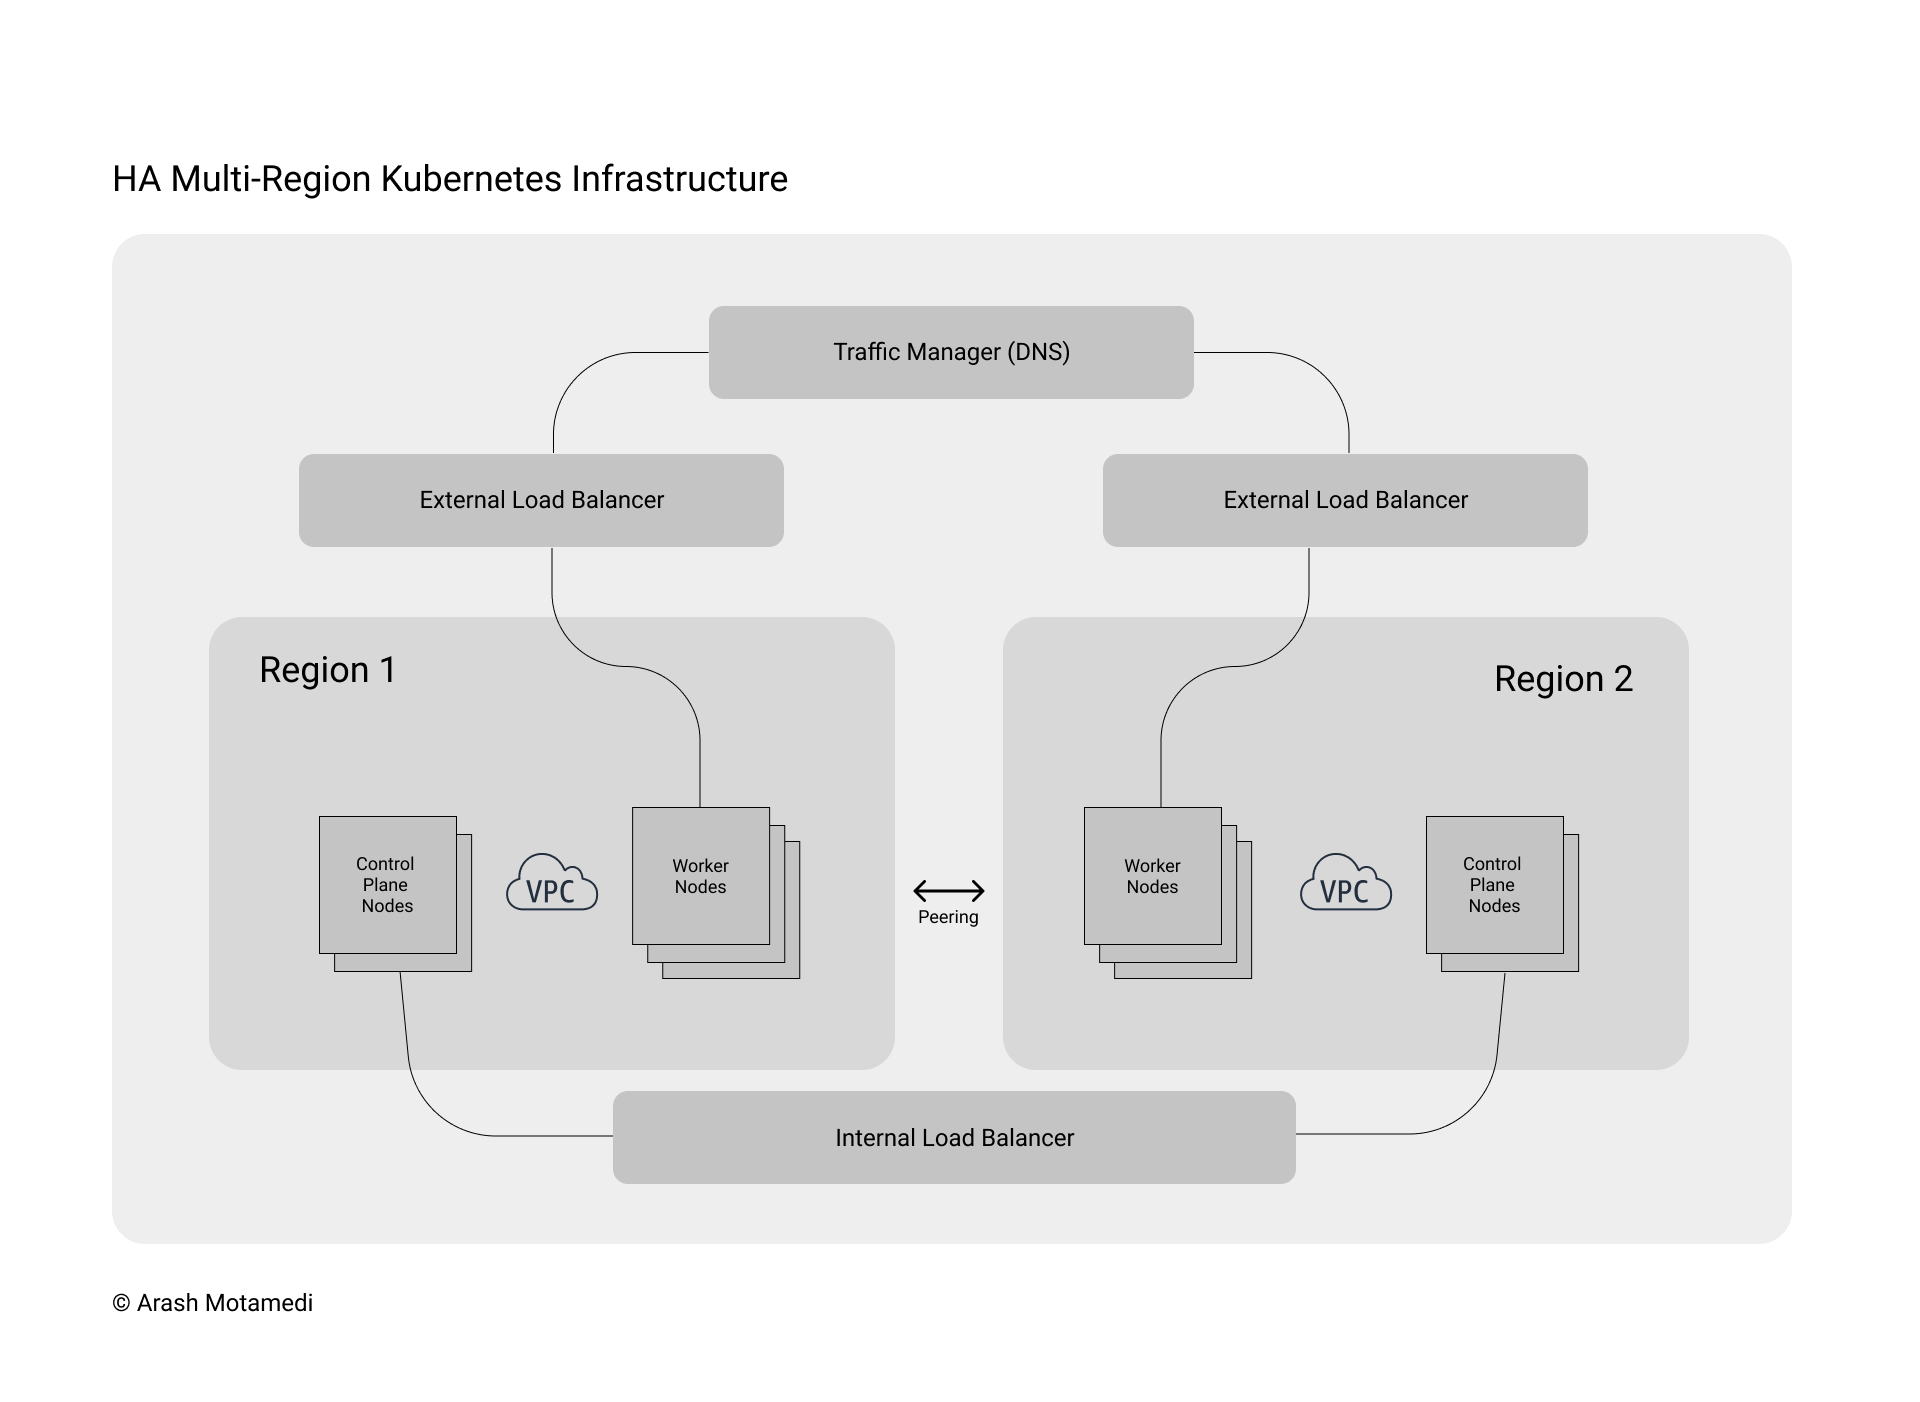 HA Multi-Region Kubernetes Infrastructure
Traffic Manager (DNS)
External Load Balancer
External Load Balancer
Region 1
Region 2
Control
Plane
Nodes
VPC
Worker
Nodes
Peering
Worker
Nodes
VPC
Control
Plane
Nodes
Internal Load Balancer
© Arash Motamedi